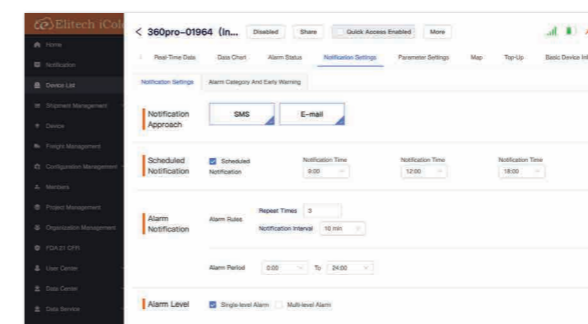 Elitech iCol
360pro-01964 (In... Disabled Share Quick Access Enabled More
Home
Notification
Device List
Shipment Management
Device
Freight Management
Configuration Management
Members
Project Management
Organization Management
FDA 21 CFR
User Center
Data Center
Data Service
Real-Time Data Data Chart Alarm Status Notification Settings Parameter Settings Map Top-Up Basic Device Inf
Notification Settings Alarm Category And Early Warning
Notification Approach
SMS E-mail
Scheduled Notification
Scheduled Notification
Notification Time Notification Time Notification Time
9:00 12:00 18:00
Alarm Notification
Alarm Rules
Repeat Times 3
Notification Interval 10 min
Alarm Period 0:00 To 24:00
Alarm Level Single-level Alarm Multi-level Alarm